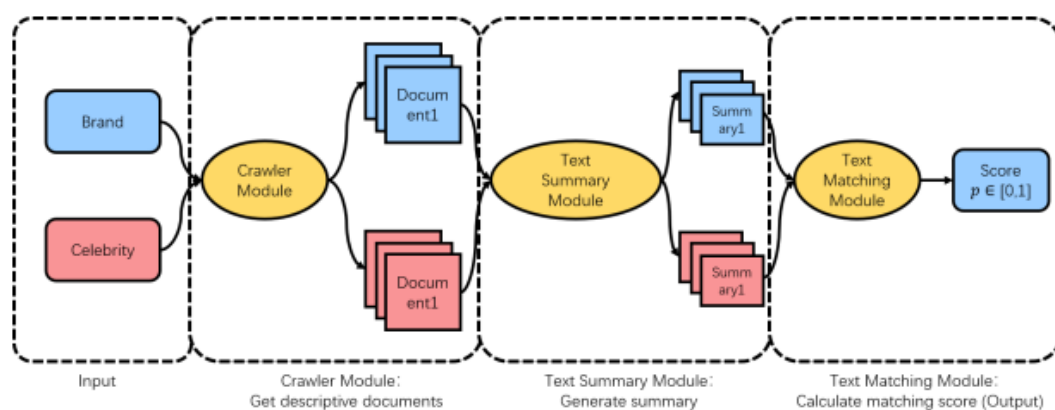 Brand
Celebrity
Crawler
Module
Docum
ent1
Docum
ent1
Text
Summary
Module
Summ
ary1
Summ
ary1
Text
Matching
Module
Score
p ∈ [0,1]
Input
Crawler Module:
Get descriptive documents
Text Summary Module:
Generate summary
Text Matching Module:
Calculate matching score (Output)